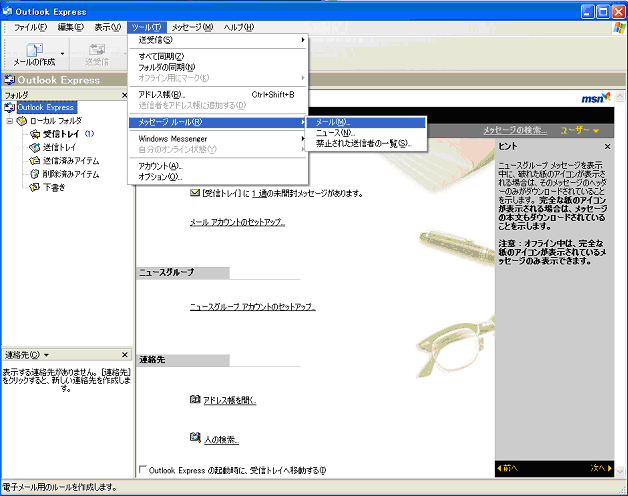 Outlook Express
ファイル(F) 編集(E) 表示(V) ツール(T) メッセージ(M) ヘルプ(H)
メールの作成 送受信
Outlook Express
送受信(S)
すべて同期(Z)
フォルダの同期(N)
オフライン用にマーク(K)
アドレス帳(B)... Ctrl+Shift+B
送信者をアドレス帳に追加する(D)
メッセージ ルール(R)
Windows Messenger
自分のオンライン状態(Y)
アカウント(A)...
オプション(O)...
メール(M)...
ニュース(N)...
禁止された送信者の一覧(S)...
フォルダ
Outlook Express
ローカル フォルダ
受信トレイ (1)
送信トレイ
送信済みアイテム
削除済みアイテム
下書き
msn
メッセージの検索... ユーザー
[受信トレイ] に 1 通の未開封メッセージがあります。
メール アカウントのセットアップ...
ニュースグループ
ニュースグループ アカウントのセットアップ...
連絡先
アドレス帳を開く...
人の検索...
Outlook Express の起動時に、受信トレイへ移動する(I)
ヒント
ニュースグループ メッセージを表示
中に、破れた紙のアイコンが表示さ
れる場合は、そのメッセージのヘッダ
ーのみがダウンロードされていること
を示します。完全な紙のアイコン
が表示される場合は、メッセージ
の本文もダウンロードされている
ことを示します。
注意 : オフライン中は、完全な
紙のアイコンが表示されているメ
ッセージのみ表示できます。
前へ 次へ
連絡先(C)
表示する連絡先がありません。[連絡先]
をクリックすると、新しい連絡先を作成しま
す。
電子メール用のルールを作成します。